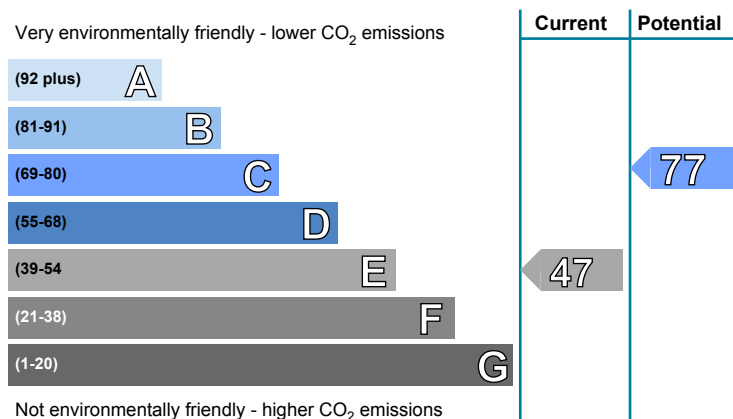 Very environmentally friendly - lower CO2 emissions
Current
Potential
(92 plus) A
(81-91) B
(69-80) C
77
(55-68) D
(39-54 E
47
(21-38) F
(1-20) G
Not environmentally friendly - higher CO2 emissions